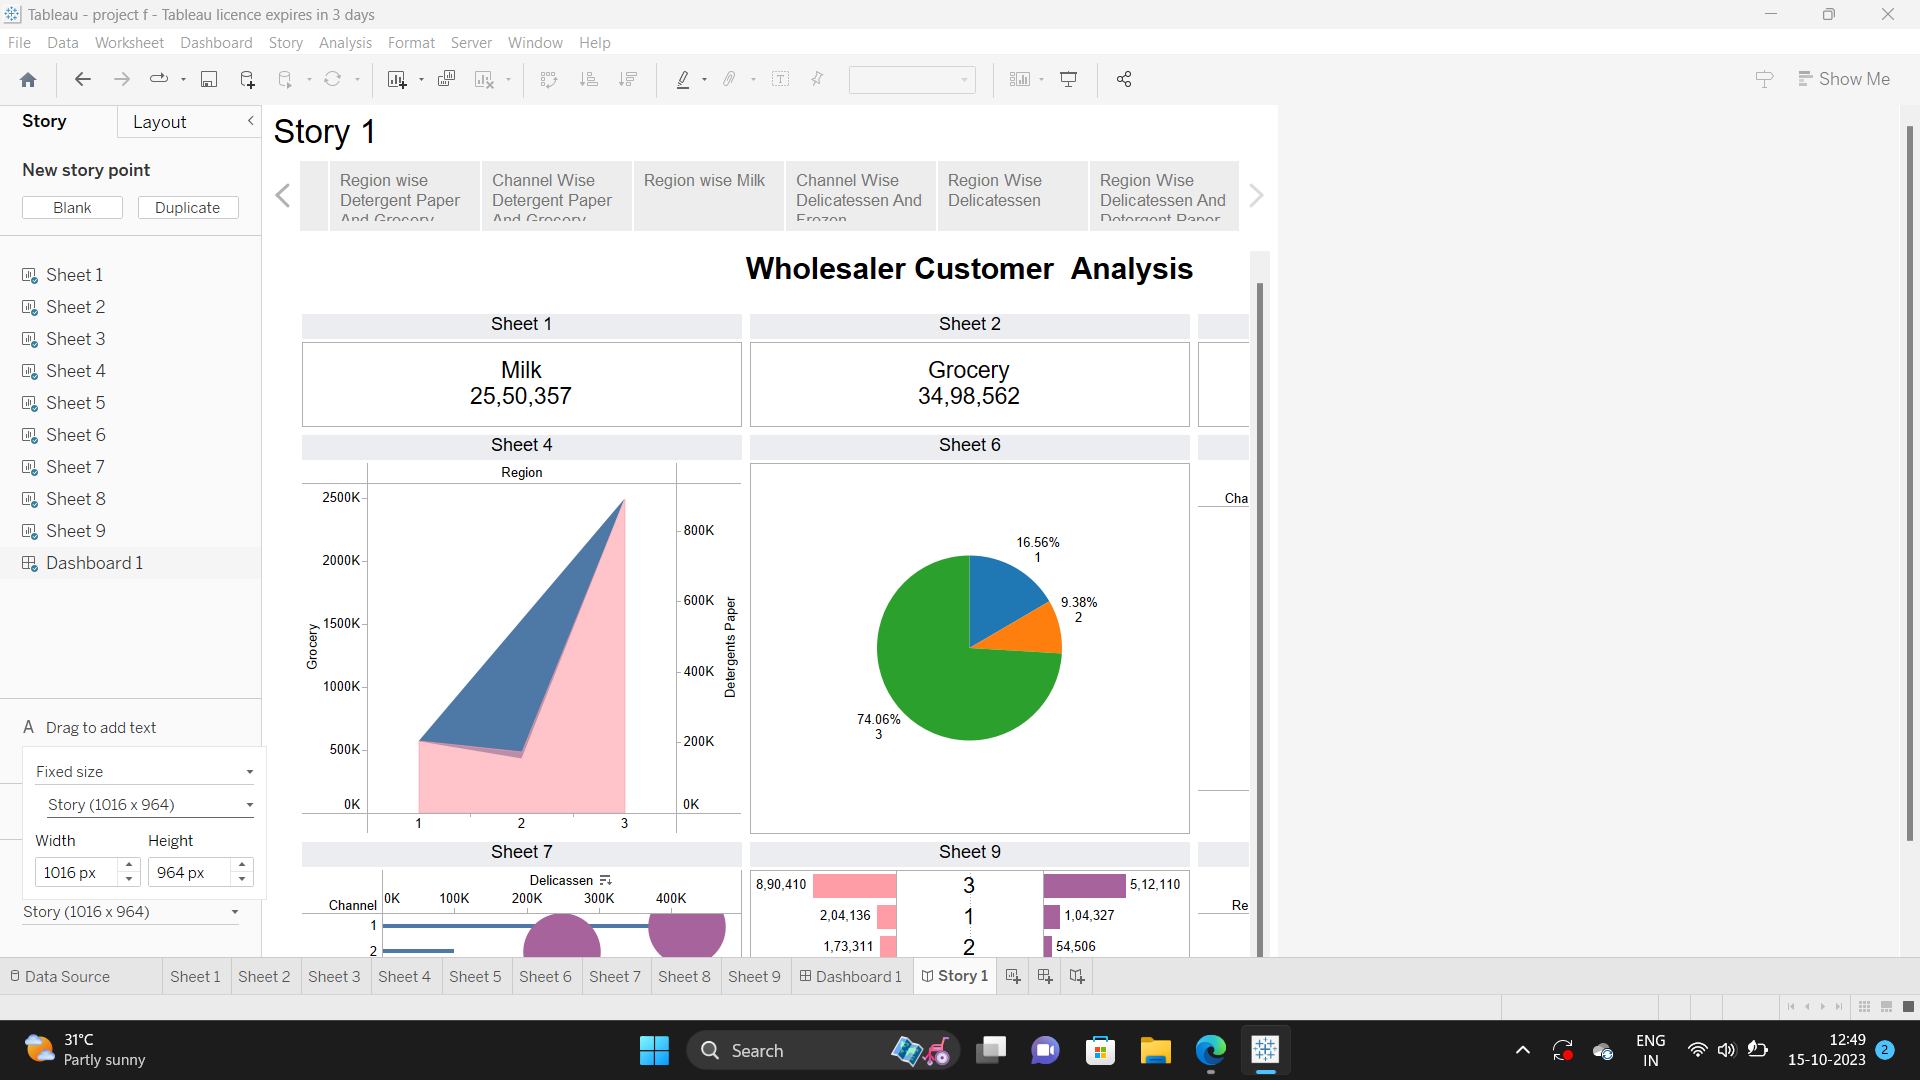 Tableau - project f - Tableau licence expires in 3 days
File Data Worksheet Dashboard Story Analysis Format Server Window Help
Show Me
Story
Layout
New story point
Blank
Duplicate
Sheet 1
Sheet 2
Sheet 3
Sheet 4
Sheet 5
Sheet 6
Sheet 7
Sheet 8
Sheet 9
Dashboard 1
A Drag to add text
Fixed size
Story (1016 x 964)
Width Height
1016 px 964 px
Story (1016 x 964)
Story 1
Region wise
Detergent Paper
And Grocery
Channel Wise
Detergent Paper
And Grocery
Region wise Milk
Channel Wise
Delicatessen And
Frozen
Region Wise
Delicatessen
Region Wise
Delicatessen And
Detergent Paper
Wholesaler Customer Analysis
Sheet 1
Milk
25,50,357
Sheet 2
Grocery
34,98,562
Sheet 4
Region
2500K
2000K
1500K
1000K
500K
0K
Grocery
800K
600K
400K
200K
0K
Detergents Paper
1 2 3
Sheet 6
16.56%
1
9.38%
2
74.06%
3
Cha
Sheet 7
Delicassen
Channel 0K 100K 200K 300K 400K
1
2
Sheet 9
8,90,410 3 5,12,110
2,04,136 1 1,04,327
1,73,311 2 54,506
Re
Data Source Sheet 1 Sheet 2 Sheet 3 Sheet 4 Sheet 5 Sheet 6 Sheet 7 Sheet 8 Sheet 9 Dashboard 1 Story 1
31°C
Partly sunny
Search
ENG
IN
12:49
15-10-2023
2